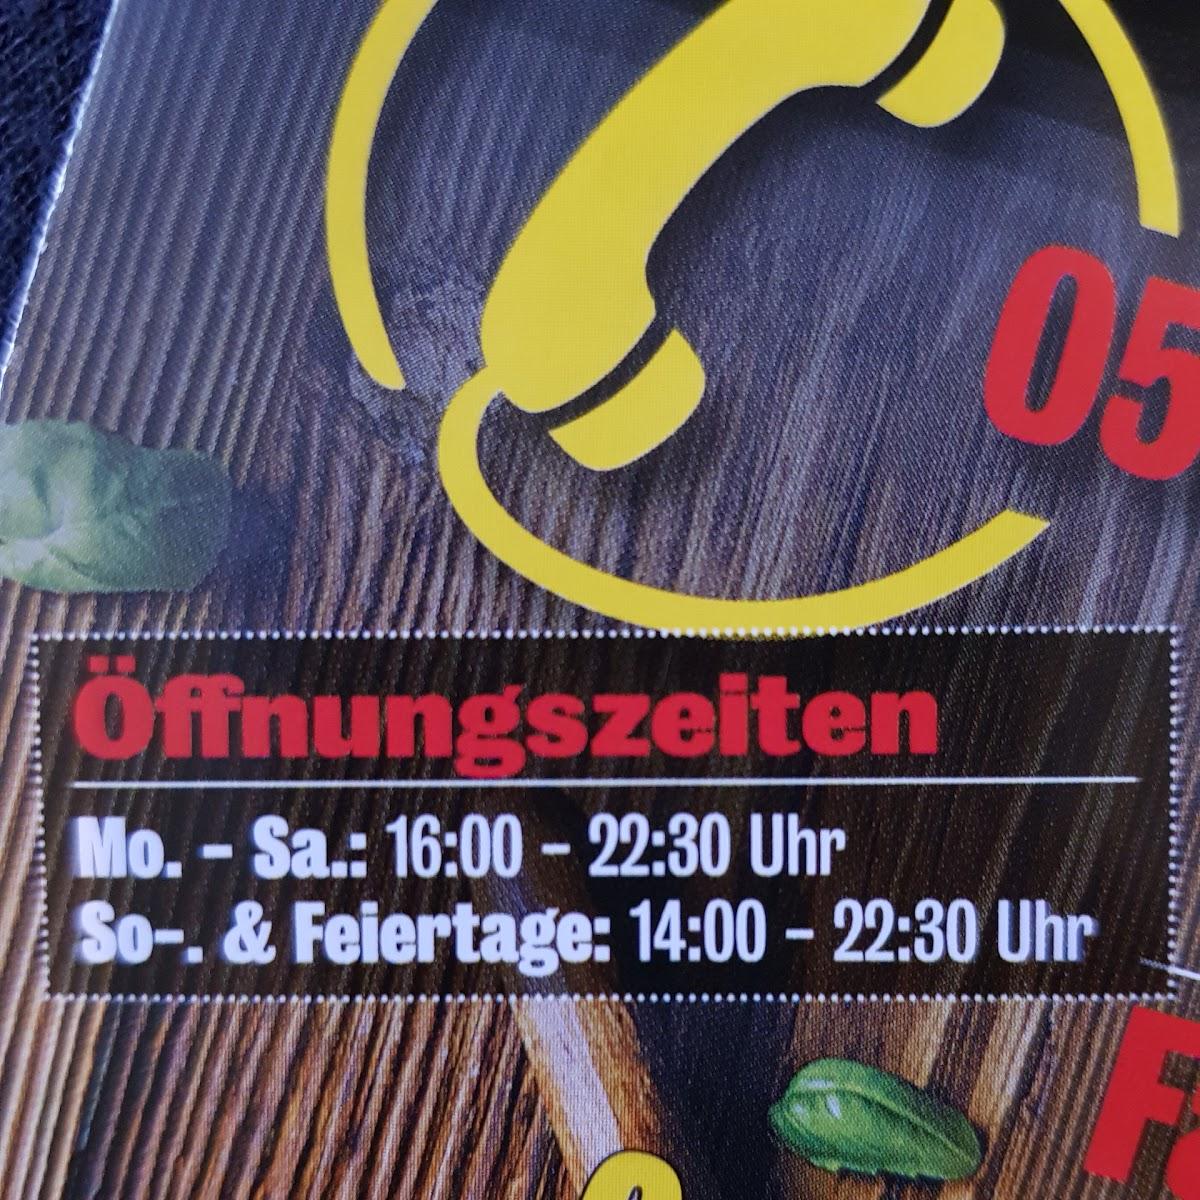 05
Öffnungszeiten
Mo. - Sa.: 16:00 - 22:30 Uhr
So-. & Feiertage: 14:00 - 22:30 Uhr